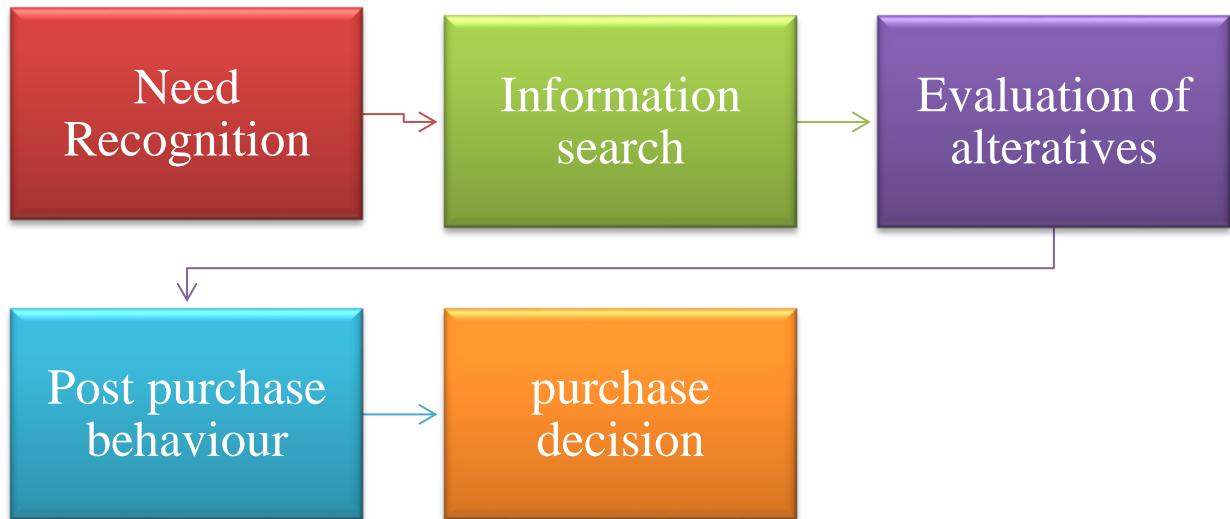 Need
Recognition
Information
search
Evaluation of
alteratives
Post purchase
behaviour
purchase
decision